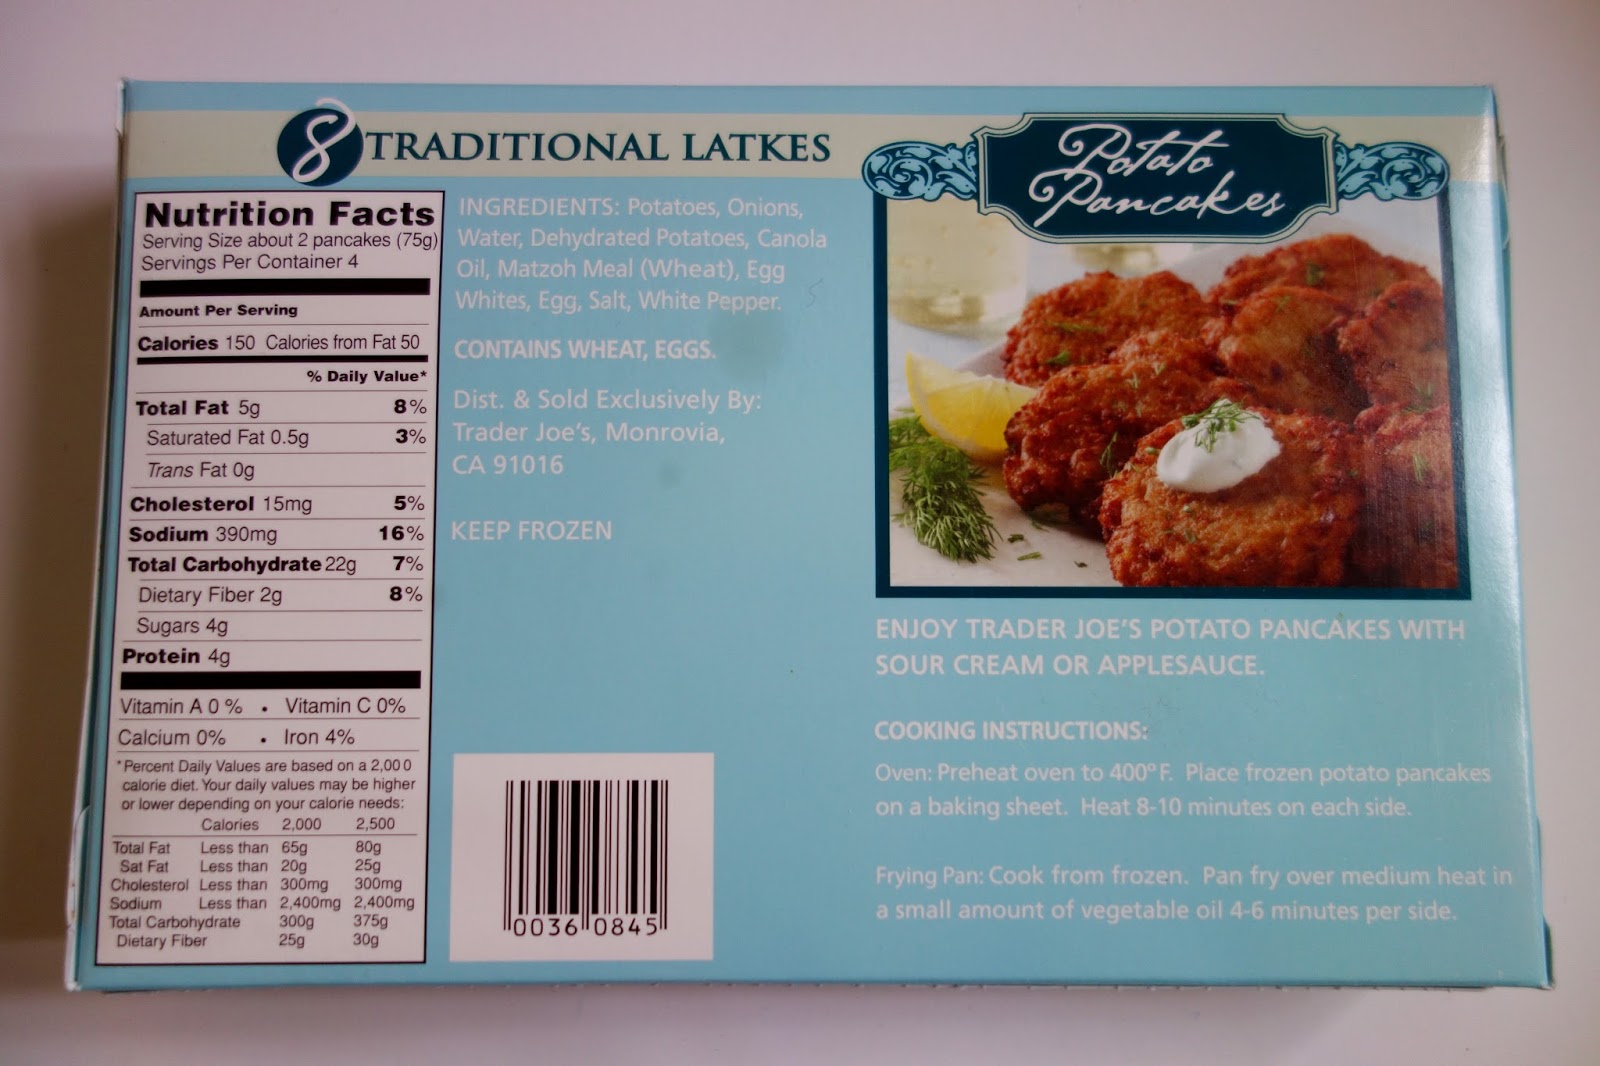 8 TRADITIONAL LATKES
Nutrition Facts
Serving Size about 2 pancakes (75g)
Servings Per Container 4
Amount Per Serving
Calories 150 Calories from Fat 50
% Daily Value*
Total Fat 5g 8%
Saturated Fat 0.5g 3%
Trans Fat 0g
Cholesterol 15mg 5%
Sodium 390mg 16%
Total Carbohydrate 22g 7%
Dietary Fiber 2g 8%
Sugars 4g
Protein 4g
Vitamin A 0 % • Vitamin C 0%
Calcium 0% • Iron 4%
*Percent Daily Values are based on a 2,000
calorie diet. Your daily values may be higher
or lower depending on your calorie needs:
Calories 2,000 2,500
Total Fat Less than 65g 80g
Sat Fat Less than 20g 25g
Cholesterol Less than 300mg 300mg
Sodium Less than 2,400mg 2,400mg
Total Carbohydrate 300g 375g
Dietary Fiber 25g 30g
INGREDIENTS: Potatoes, Onions,
Water, Dehydrated Potatoes, Canola
Oil, Matzoh Meal (Wheat), Egg
Whites, Egg, Salt, White Pepper.
CONTAINS WHEAT, EGGS.
Dist. & Sold Exclusively By:
Trader Joe's, Monrovia,
CA 91016
KEEP FROZEN
0036 0845
Potato
Pancakes
ENJOY TRADER JOE'S POTATO PANCAKES WITH
SOUR CREAM OR APPLESAUCE.
COOKING INSTRUCTIONS:
Oven: Preheat oven to 400°F. Place frozen potato pancakes
on a baking sheet. Heat 8-10 minutes on each side.
Frying Pan: Cook from frozen. Pan fry over medium heat in
a small amount of vegetable oil 4-6 minutes per side.